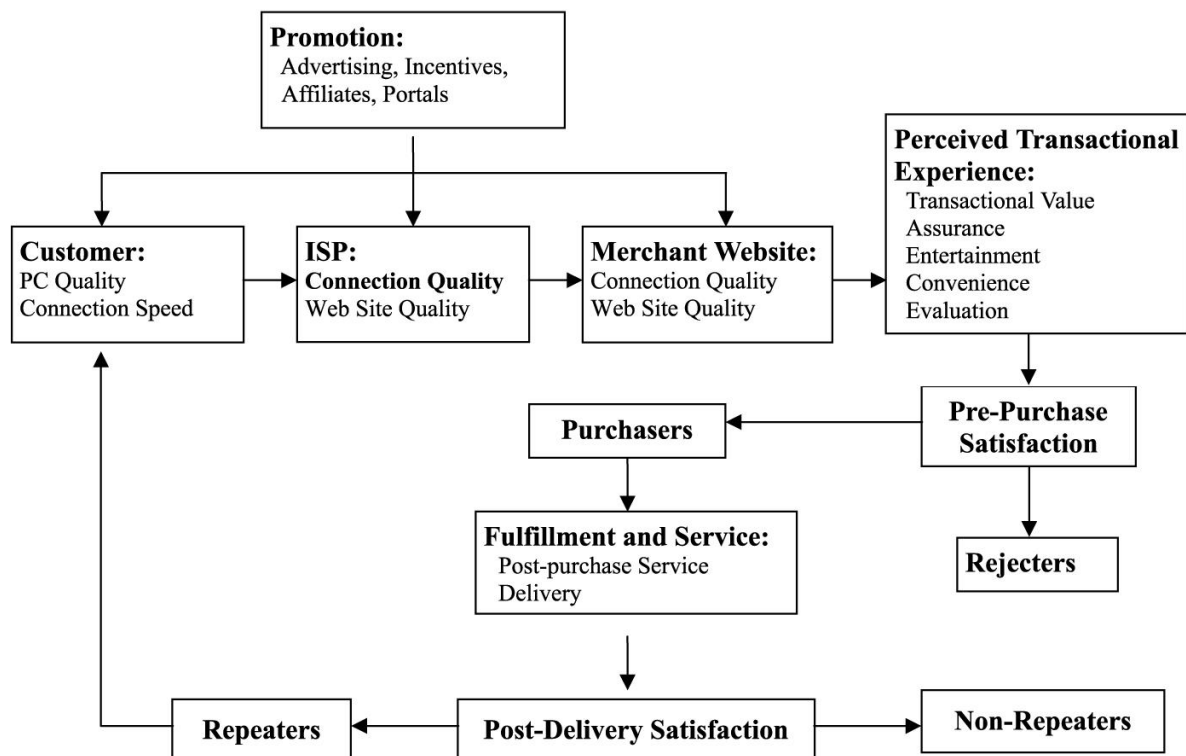 Promotion:
Advertising, Incentives,
Affiliates, Portals
Perceived Transactional
Experience:
Transactional Value
Assurance
Entertainment
Convenience
Evaluation
Customer:
PC Quality
Connection Speed
ISP:
Connection Quality
Web Site Quality
Merchant Website:
Connection Quality
Web Site Quality
Pre-Purchase
Satisfaction
Purchasers
Fulfillment and Service:
Post-purchase Service
Delivery
Rejecters
Repeaters
Post-Delivery Satisfaction
Non-Repeaters